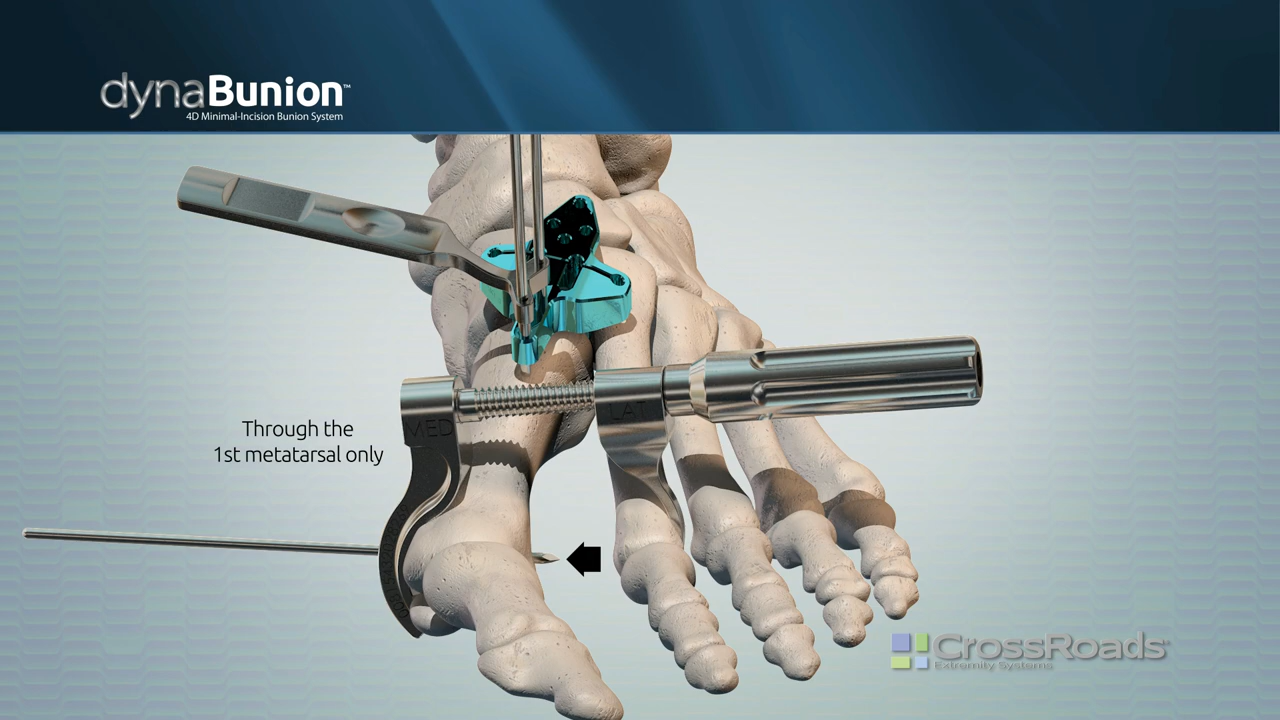 dynaBunion™
4D Minimal-Incision Bunion System
LAT
MED
Through the
1st metatarsal only
CrossRoads®
Extremity Systems